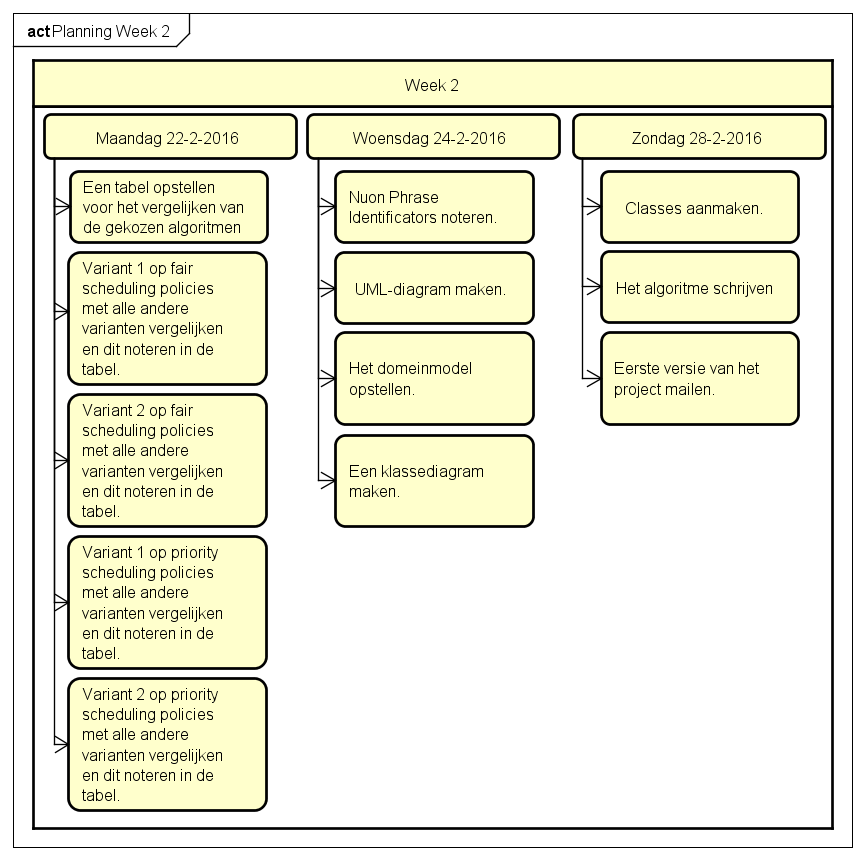 act Planning Week 2
Week 2
Maandag 22-2-2016
Een tabel opstellen
voor het vergelijken van
de gekozen algoritmen
Variant 1 op fair
scheduling policies
met alle andere
varianten vergelijken
en dit noteren in de
tabel.
Variant 2 op fair
scheduling policies
met alle andere
varianten vergelijken
en dit noteren in de
tabel.
Variant 1 op priority
scheduling policies
met alle andere
varianten vergelijken
en dit noteren in de
tabel.
Variant 2 op priority
scheduling policies
met alle andere
varianten vergelijken
en dit noteren in de
tabel.
Woensdag 24-2-2016
Nuon Phrase
Identificators noteren.
UML-diagram maken.
Het domeinmodel
opstellen.
Een klassediagram
maken.
Zondag 28-2-2016
Classes aanmaken.
Het algoritme schrijven
Eerste versie van het
project mailen.